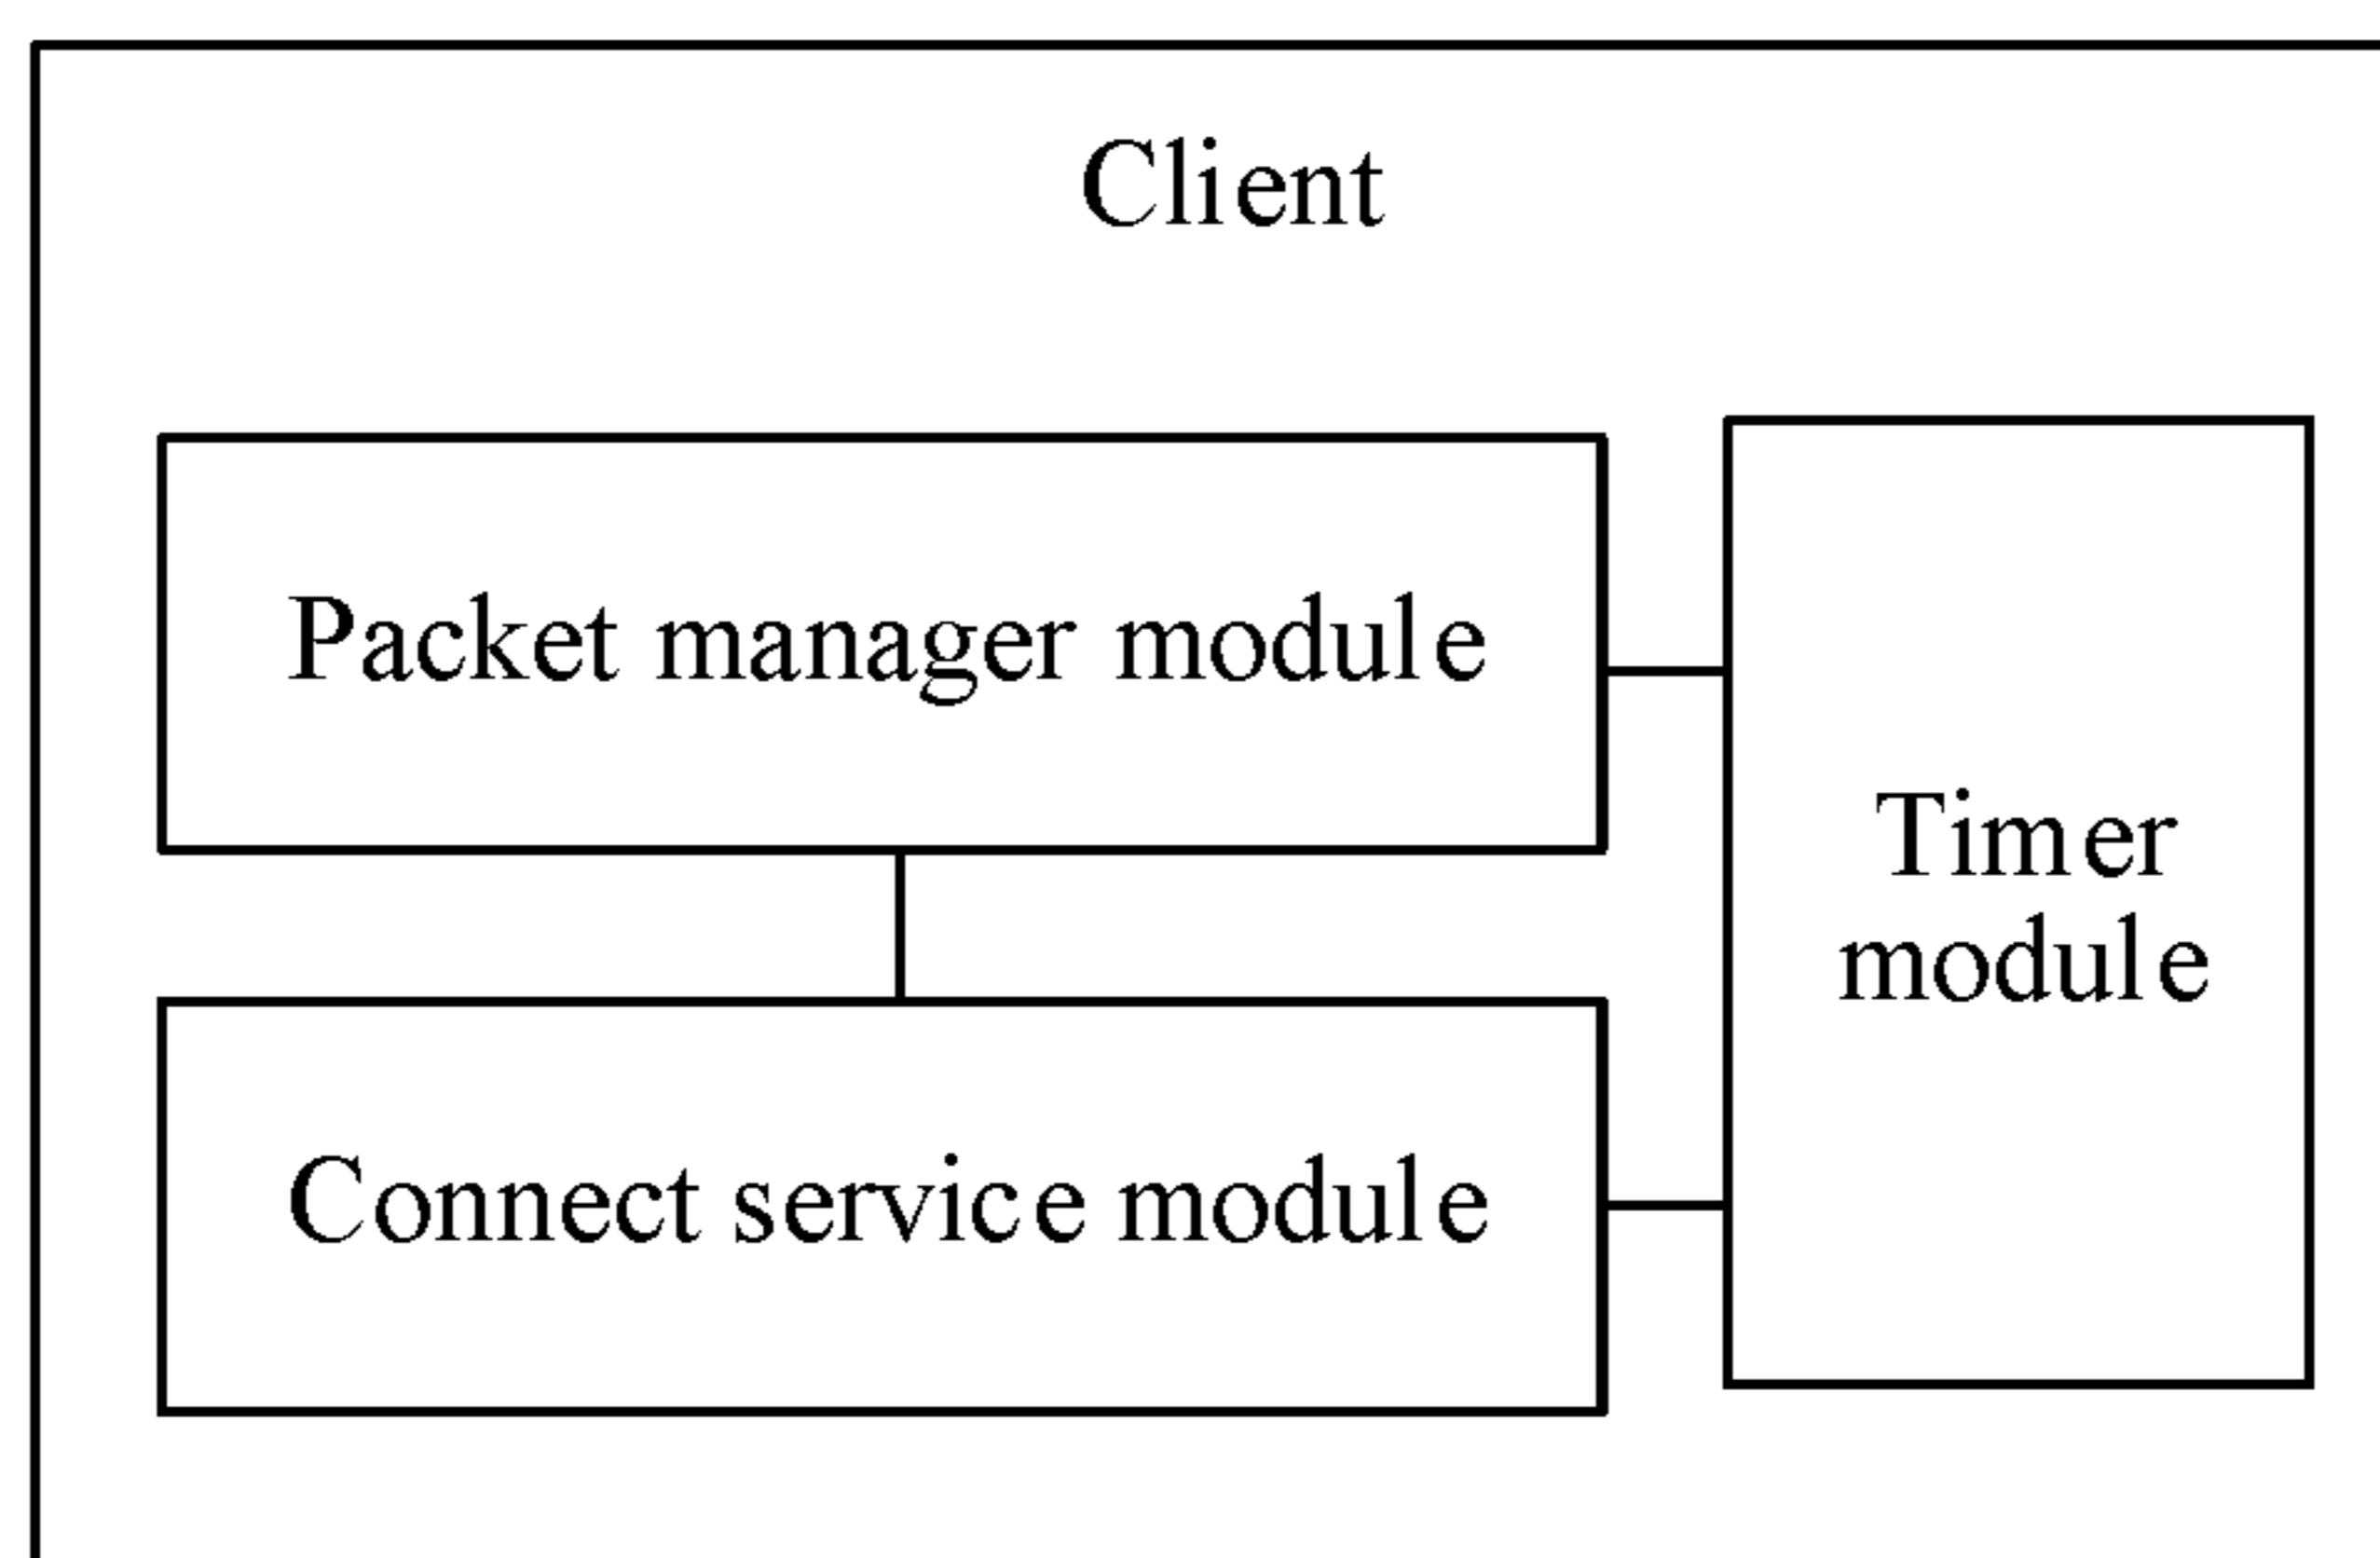 Client
Packet manager module
Timer
module
Connect service module